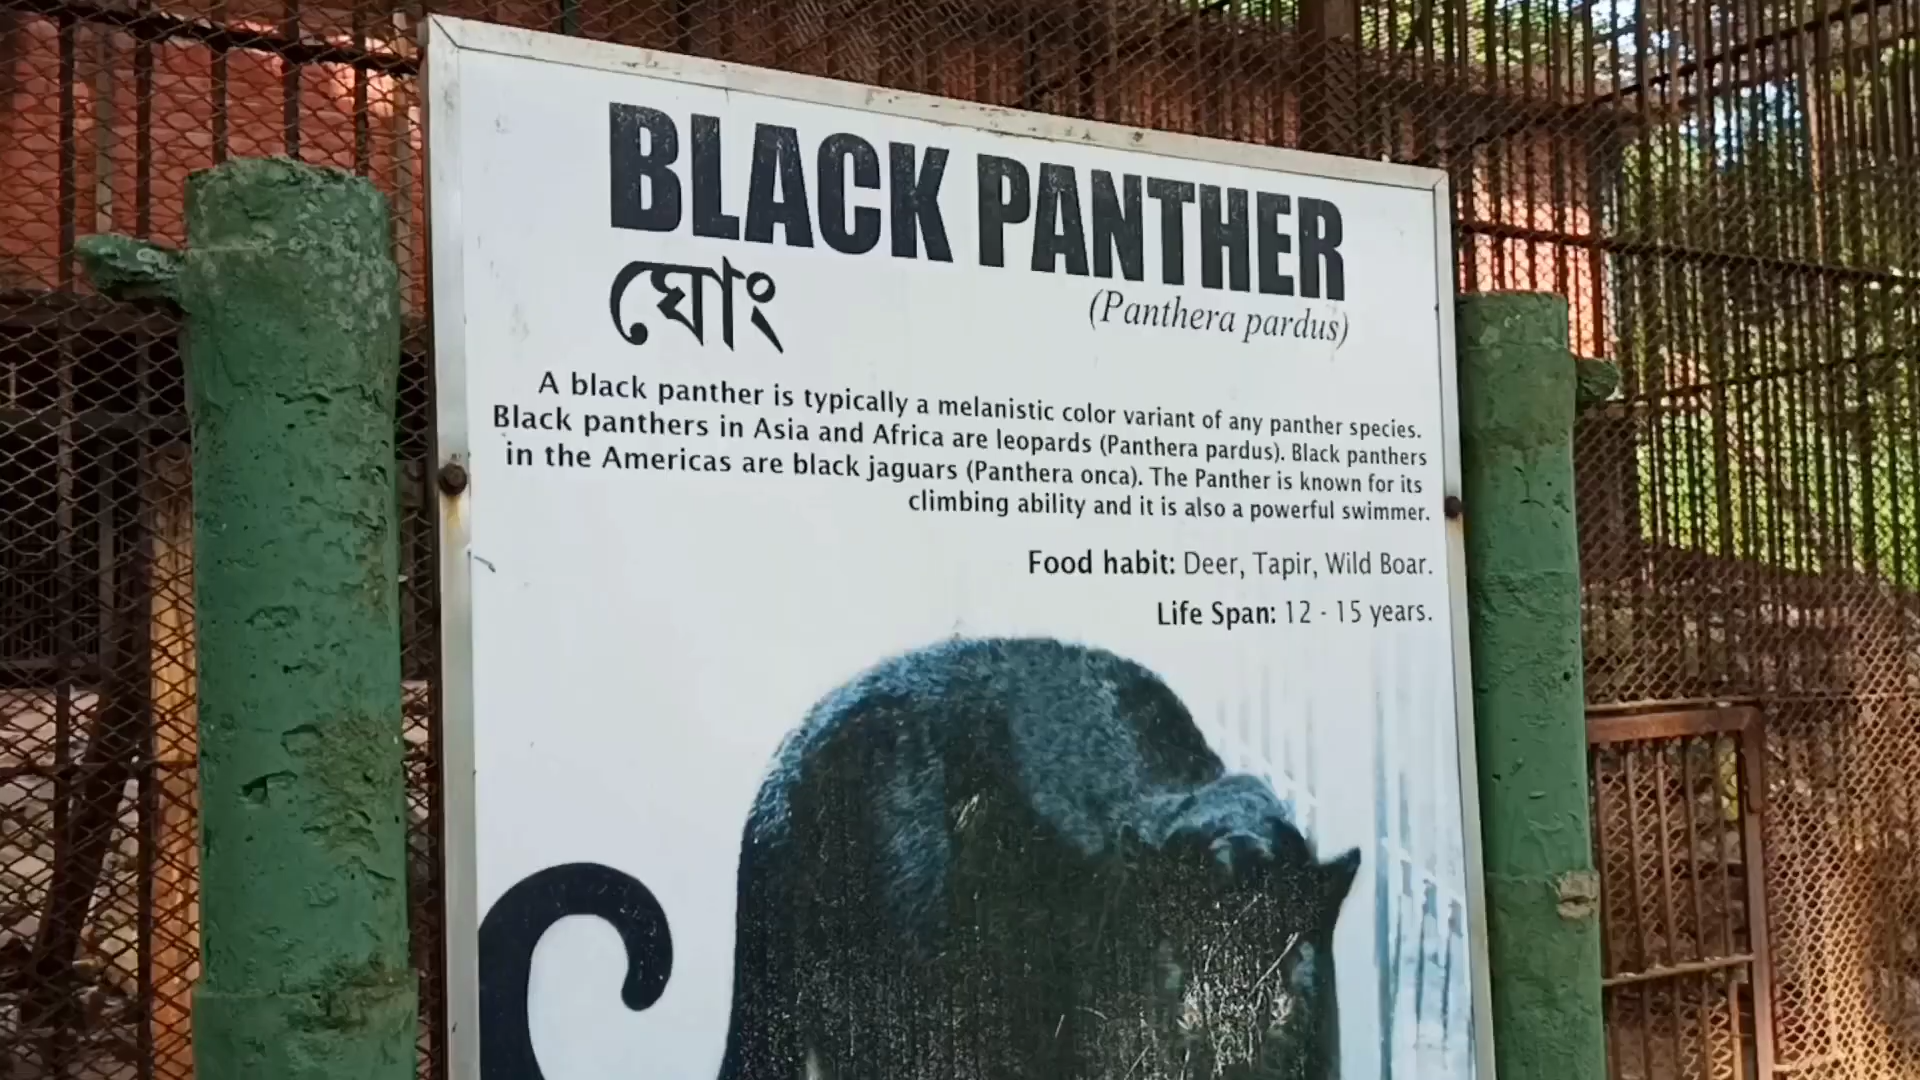 BLACK PANTHER
ঘোং
(Panthera pardus)
A black panther is typically a melanistic color variant of any panther species.
Black panthers in Asia and Africa are leopards (Panthera pardus). Black panthers
in the Americas are black jaguars (Panthera onca). The Panther is known for its
climbing ability and it is also a powerful swimmer.
Food habit: Deer, Tapir, Wild Boar.
Life Span: 12 - 15 years.